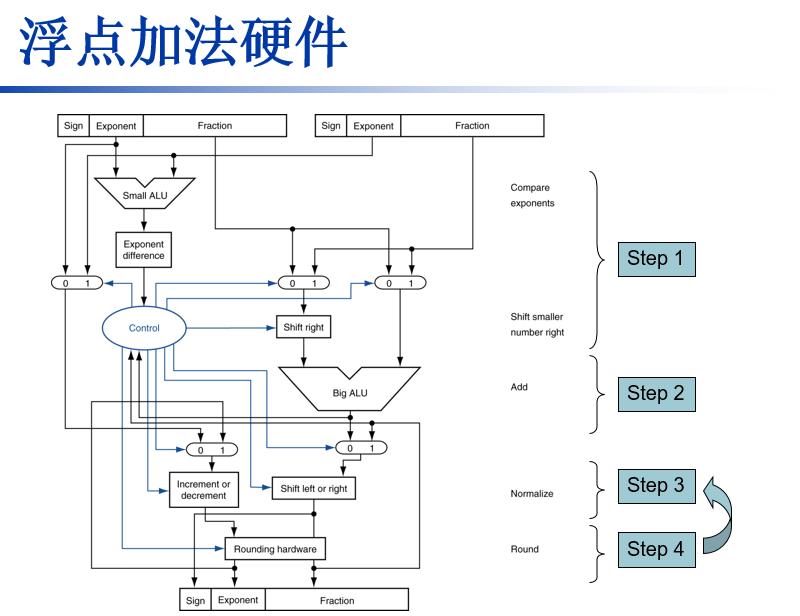 浮点加法硬件
Sign Exponent Fraction Sign Exponent Fraction
Small ALU
Compare
exponents
Exponent
difference
Step 1
0 1 0 1 0 1
Control
Shift right
Shift smaller
number right
Big ALU
Add
Step 2
0 1 0 1
Increment or
decrement
Shift left or right
Normalize
Step 3
Rounding hardware
Round
Step 4
Sign Exponent Fraction